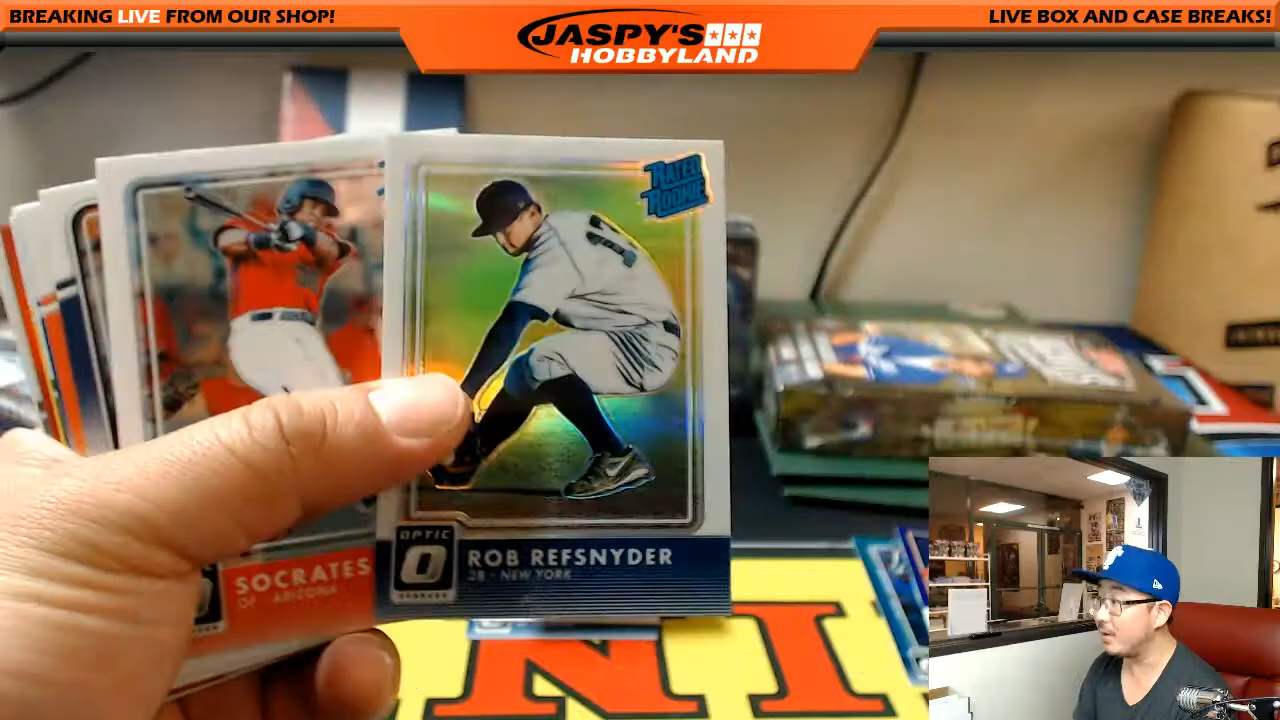 BREAKING LIVE FROM OUR SHOP!
JASPY'S
HOBBYLAND
LIVE BOX AND CASE BREAKS!
RATED
ROOKIE
OPTIC
SOCRATES
OF · ARIZONA
ROB REFSNYDER
2B · NEW YORK
NI